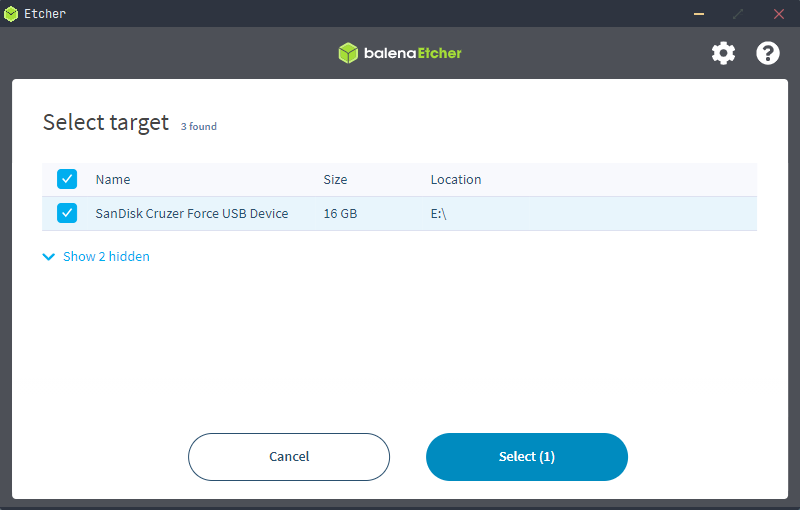 Etcher
balenaEtcher
Select target 3 found
Name Size Location
SanDisk Cruzer Force USB Device 16 GB E:\
Show 2 hidden
Cancel Select (1)